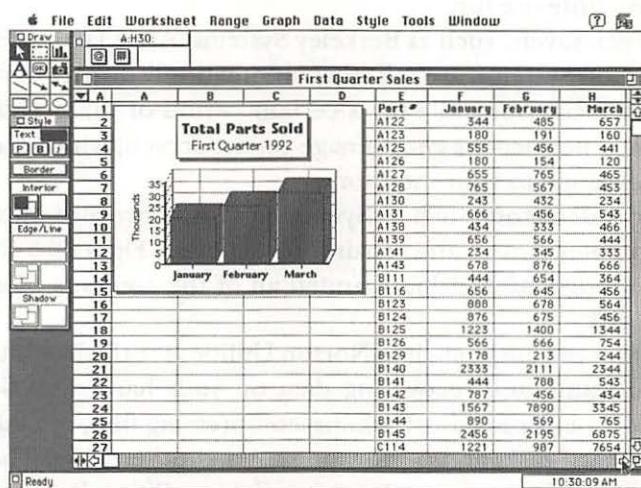 File Edit Worksheet Range Graph Data Style Tools Window
Draw
A:H30:
First Quarter Sales
A A B C D E F G H
1 Part # January February March
2 A122 344 485 657
3 A123 180 191 160
4 A125 555 456 441
5 A126 180 154 120
6 A127 655 765 465
7 A128 765 567 453
8 A130 243 432 234
9 A131 666 456 543
10 A138 434 333 466
11 A139 656 566 444
12 A141 234 345 333
13 A143 678 876 666
14 B111 444 654 364
15 B116 656 645 456
16 B123 888 678 564
17 B124 876 675 456
18 B125 1223 1400 1344
19 B126 566 666 754
20 B129 178 213 244
21 B140 2333 2111 2344
22 B141 444 788 543
23 B142 787 456 434
24 B143 1567 7890 3345
25 B144 890 569 765
26 B145 2456 2195 6875
27 C114 1221 987 7654
Total Parts Sold
First Quarter 1992
Thousands
35
30
25
20
15
10
5
0
January February March
A OK
Style
Text
P B I
Border
Interior
Edge/Line
Shadow
Ready
10:30:09 AM